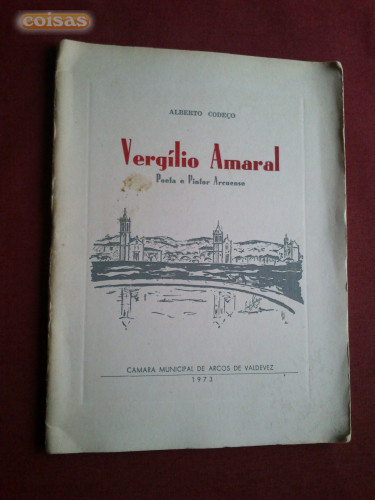 coisas
ALBERTO CODEÇO
Vergílio Amaral
Poeta e Pintor Arcuense
CAMARA MUNICIPAL DE ARCOS DE VALDEVEZ
1973